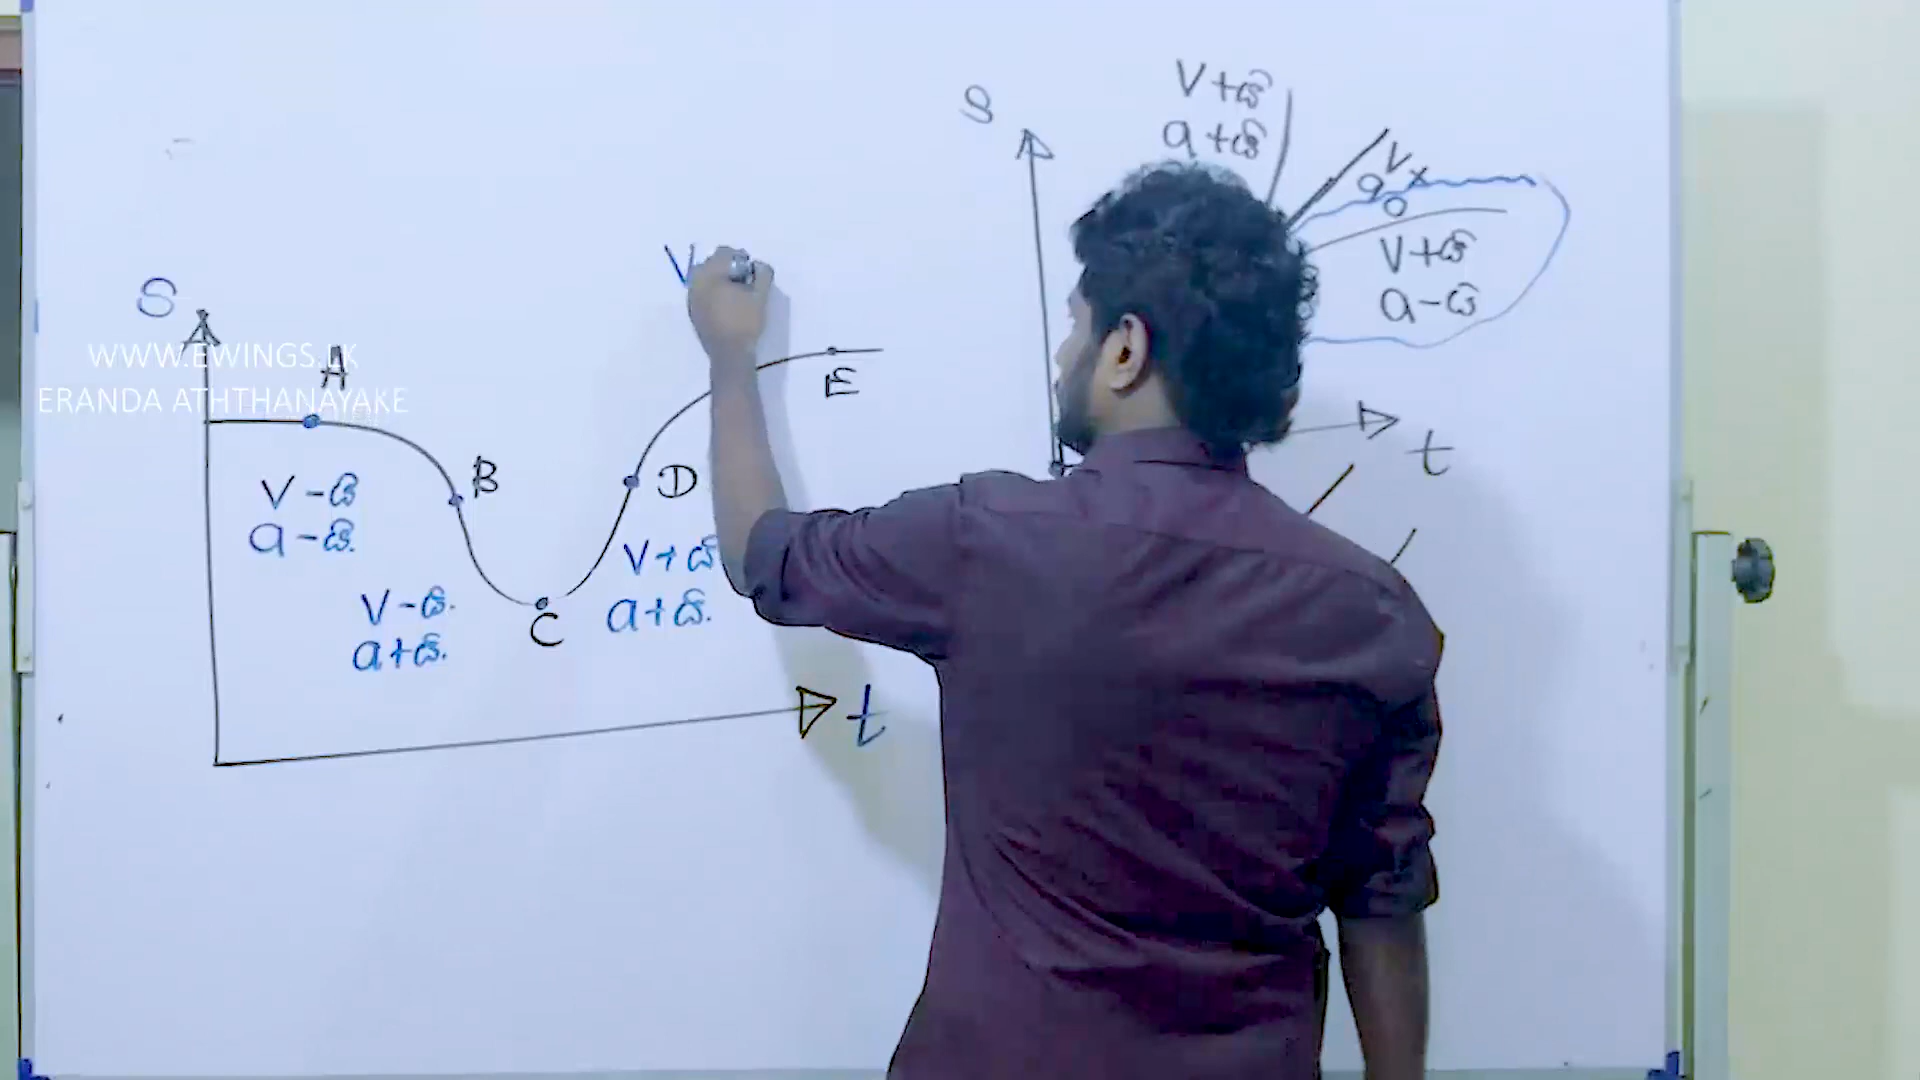 S
WWW.EWINGS.LK
ERANDA ATHTHANAYAKE
A
B
C
D
E
t
V - යි
a - යි.
V - යි.
a + යි.
V + යි
a + යි.
V
S
V + යි
a + යි
V x
a o
V + යි
a - යි
t